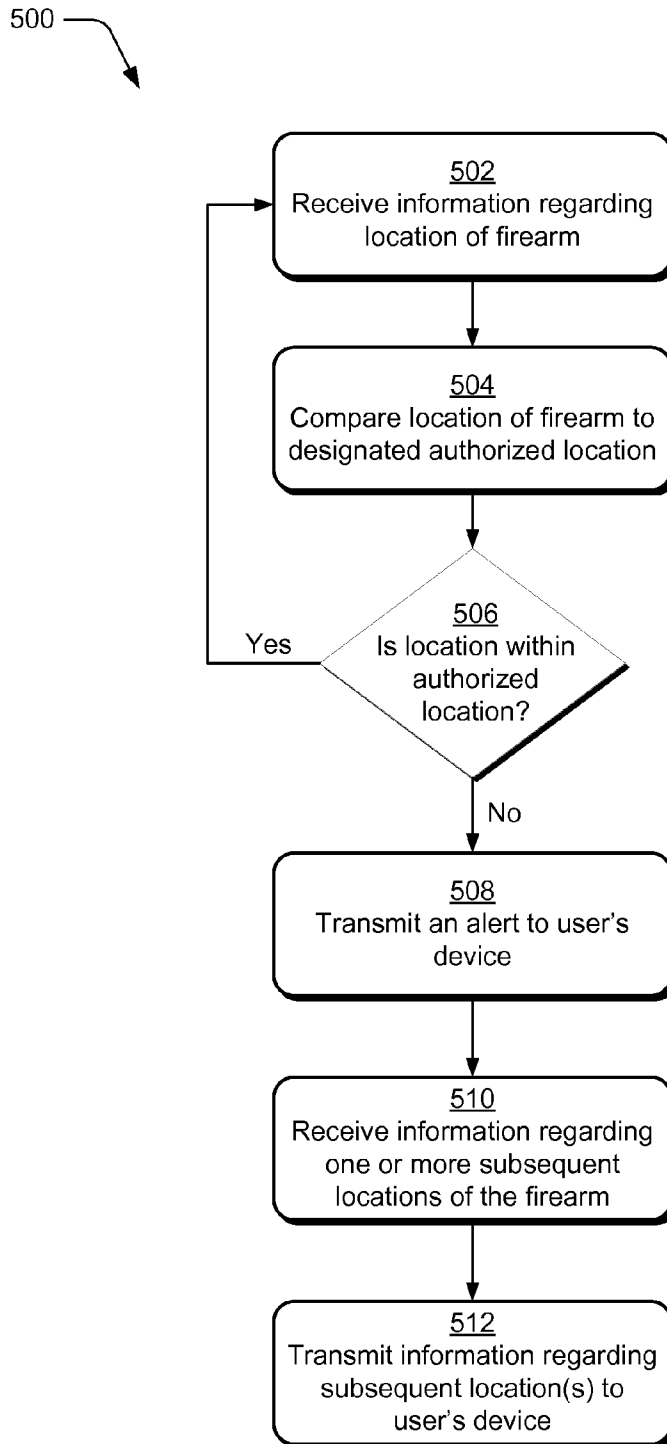 500
502
Receive information regarding
location of firearm
504
Compare location of firearm to
designated authorized location
506
Is location within
authorized
location?
Yes
No
508
Transmit an alert to user's
device
510
Receive information regarding
one or more subsequent
locations of the firearm
512
Transmit information regarding
subsequent location(s) to
user's device